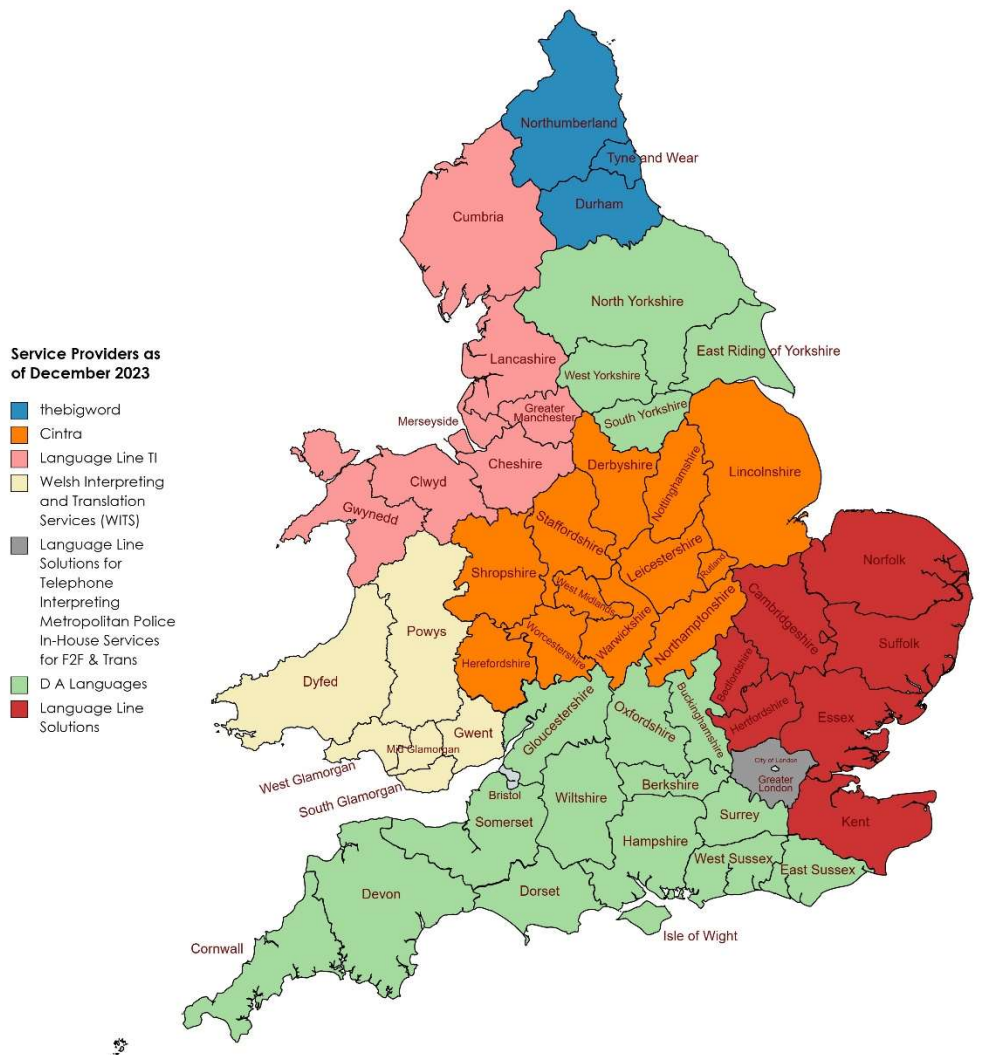 Northumberland
Tyne and Wear
Durham
Cumbria
North Yorkshire
East Riding of Yorkshire
West Yorkshire
Lancashire
South Yorkshire
Greater
Manchester
Merseyside
Cheshire
Clwyd
Gwynedd
Derbyshire
Nottinghamshire
Lincolnshire
Staffordshire
Shropshire
Leicestershire
Rutland
West Midlands
Norfolk
Cambridgeshire
Suffolk
Powys
Worcestershire
Warwickshire
Northamptonshire
Herefordshire
Dyfed
Bedfordshire
Buckinghamshire
Hertfordshire
Essex
Gwent
Mid Glamorgan
Gloucestershire
Oxfordshire
West Glamorgan
South Glamorgan
City of London
Greater
London
Berkshire
Bristol
Wiltshire
Somerset
Surrey
Kent
Hampshire
West Sussex
East Sussex
Devon
Dorset
Isle of Wight
Cornwall
Service Providers as
of December 2023
thebigword
Cintra
Language Line TI
Welsh Interpreting
and Translation
Services (WITS)
Language Line
Solutions for
Telephone
Interpreting
Metropolitan Police
In-House Services
for F2F & Trans
D A Languages
Language Line
Solutions